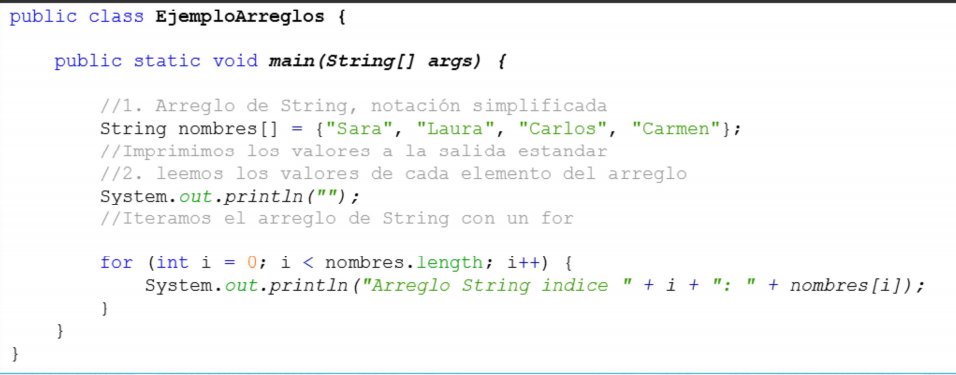 public class EjemploArreglos {
public static void main(String[] args) {
//1. Arreglo de String, notación simplificada
String nombres[] = {"Sara", "Laura", "Carlos", "Carmen"};
//Imprimimos los valores a la salida estandar
//2. leemos los valores de cada elemento del arreglo
System.out.println("");
//Iteramos el arreglo de String con un for
for (int i = 0; i < nombres.length; i++) {
System.out.println("Arreglo String indice " + i + ": " + nombres[i]);
}
}
}